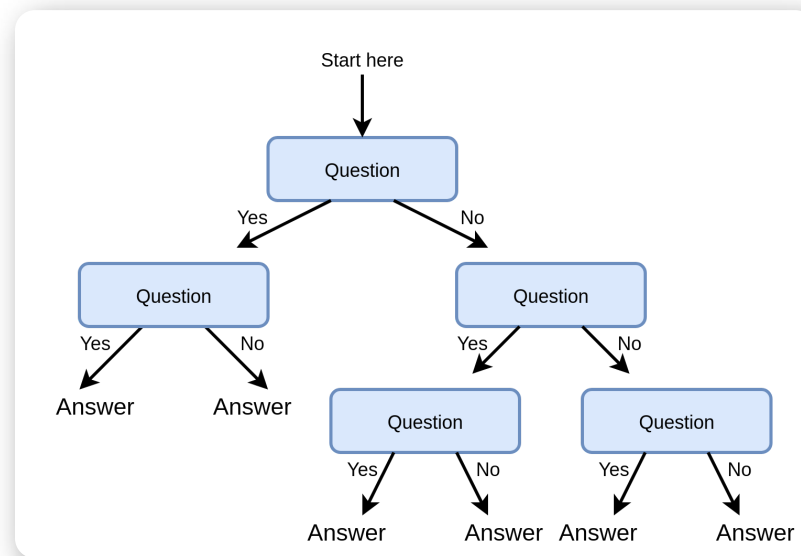 Start here
Question
Yes No
Question Question
Yes No Yes No
Answer Answer
Question Question
Yes No Yes No
Answer Answer Answer Answer